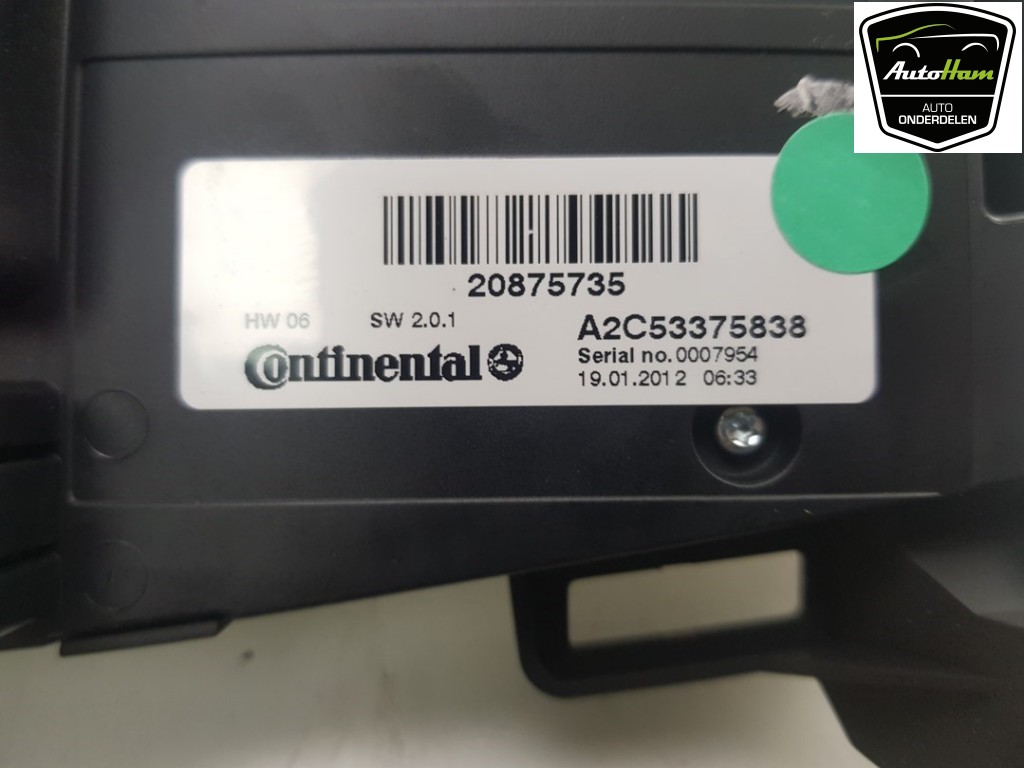 AutoHam
AUTO
ONDERDELEN
20875735
HW 06 SW 2.0.1
A2C53375838
Continental
Serial no. 0007954
19.01.2012 06:33